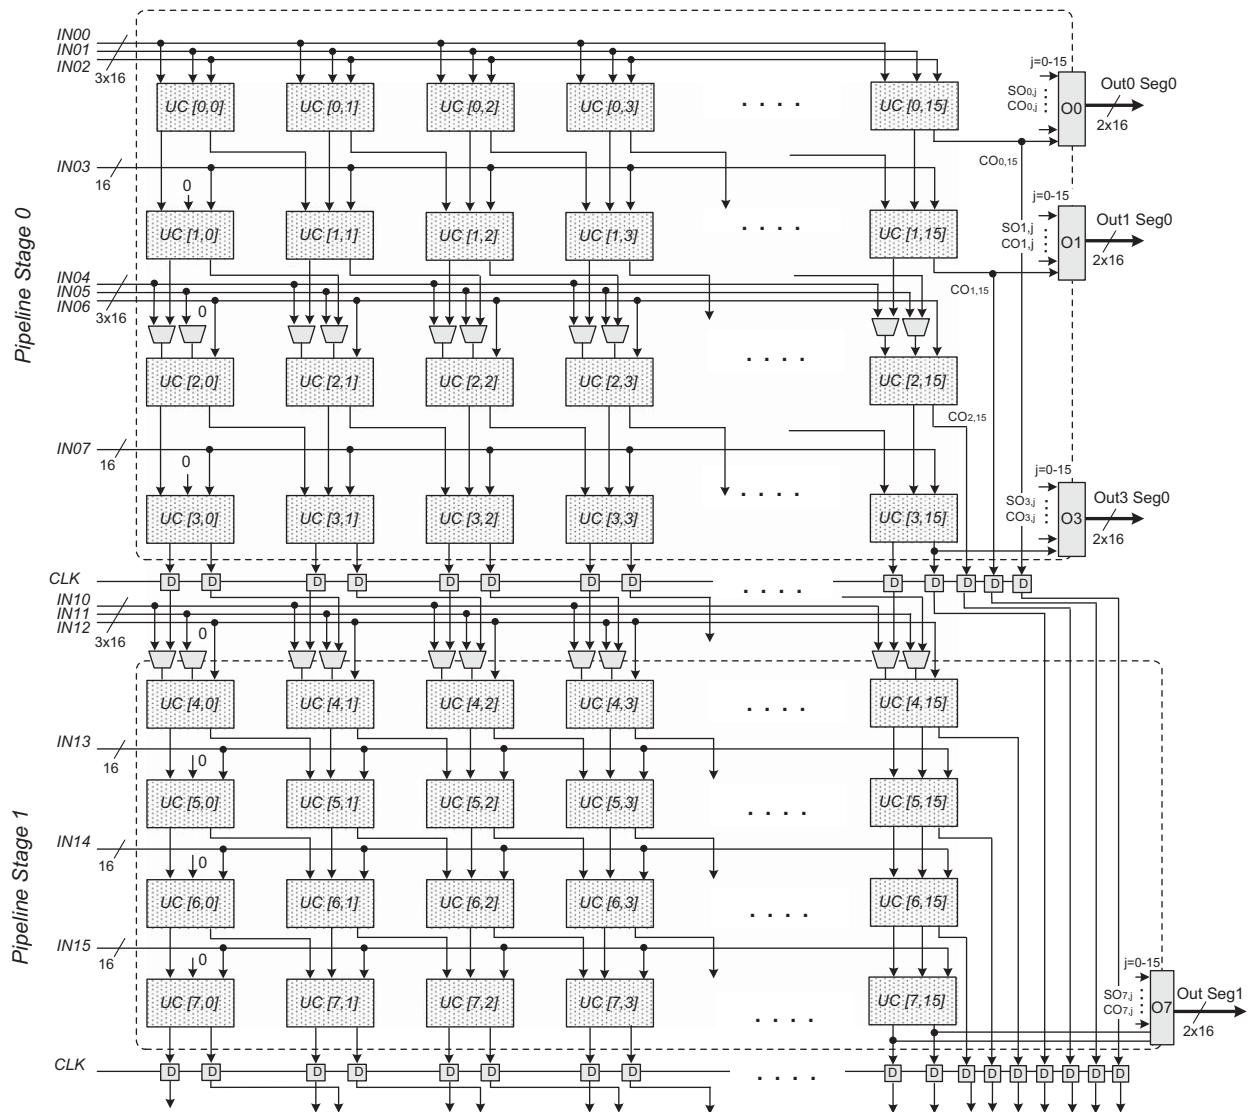 IN00
IN01
IN02
3x16
UC [0,0]
UC [0,1]
UC [0,2]
UC [0,3]
. . . .
UC [0,15]
j=0-15
SO0,j
CO0,j
O0
Out0 Seg0
2x16
CO0,15
IN03
16
0
UC [1,0]
UC [1,1]
UC [1,2]
UC [1,3]
. . . .
UC [1,15]
j=0-15
SO1,j
CO1,j
O1
Out1 Seg0
2x16
CO1,15
Pipeline Stage 0
IN04
IN05
IN06
3x16
0
UC [2,0]
UC [2,1]
UC [2,2]
UC [2,3]
. . . .
UC [2,15]
CO2,15
IN07
16
0
UC [3,0]
UC [3,1]
UC [3,2]
UC [3,3]
. . . .
UC [3,15]
j=0-15
SO3,j
CO3,j
O3
Out3 Seg0
2x16
CLK
D D D D D D D D . . . . D D D D D
IN10
IN11
IN12
3x16
0
UC [4,0]
UC [4,1]
UC [4,2]
UC [4,3]
. . . .
UC [4,15]
IN13
16
0
UC [5,0]
UC [5,1]
UC [5,2]
UC [5,3]
. . . .
UC [5,15]
Pipeline Stage 1
IN14
16
0
UC [6,0]
UC [6,1]
UC [6,2]
UC [6,3]
. . . .
UC [6,15]
IN15
16
0
UC [7,0]
UC [7,1]
UC [7,2]
UC [7,3]
. . . .
UC [7,15]
j=0-15
SO7,j
CO7,j
O7
Out Seg1
2x16
CLK
D D D D D D D D . . . . D D D D D D D D D